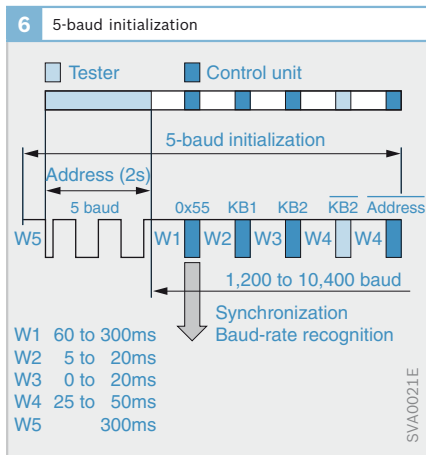 6 5-baud initialization
Tester Control unit
5-baud initialization
Address (2s)
5 baud 0x55 KB1 KB2 KB2 Address
W5 W1 W2 W3 W4 W4
1,200 to 10,400 baud
Synchronization
Baud-rate recognition
W1 60 to 300ms
W2 5 to 20ms
W3 0 to 20ms
W4 25 to 50ms
W5 300ms
SVA0021E